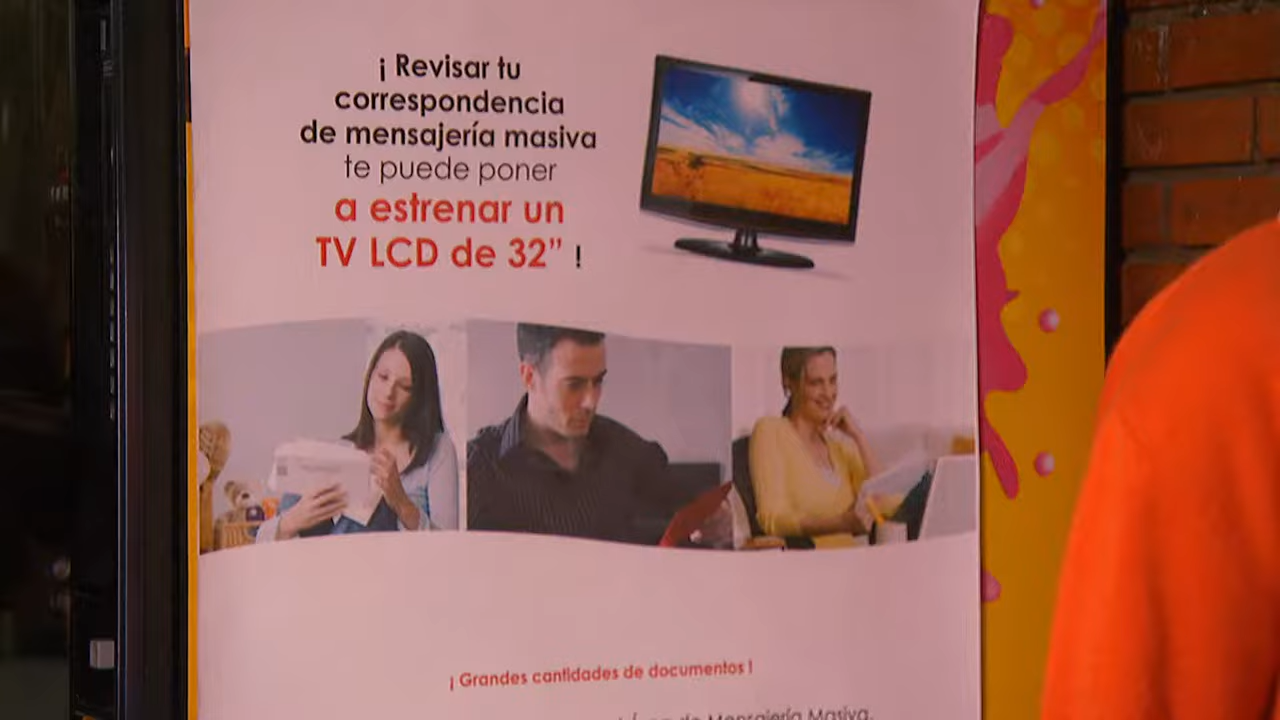 ¡ Revisar tu
correspondencia
de mensajería masiva
te puede poner
a estrenar un
TV LCD de 32” !
¡ Grandes cantidades de documentos !
de Mensajería Masiva,